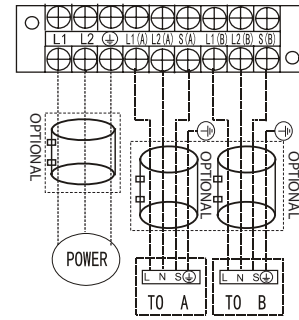 L1 L2 L1(A) L2(A) S(A) L1(B) L2(B) S(B)
OPTIONAL
OPTIONAL
OPTIONAL
POWER
L N S
L N S
TO A
TO B